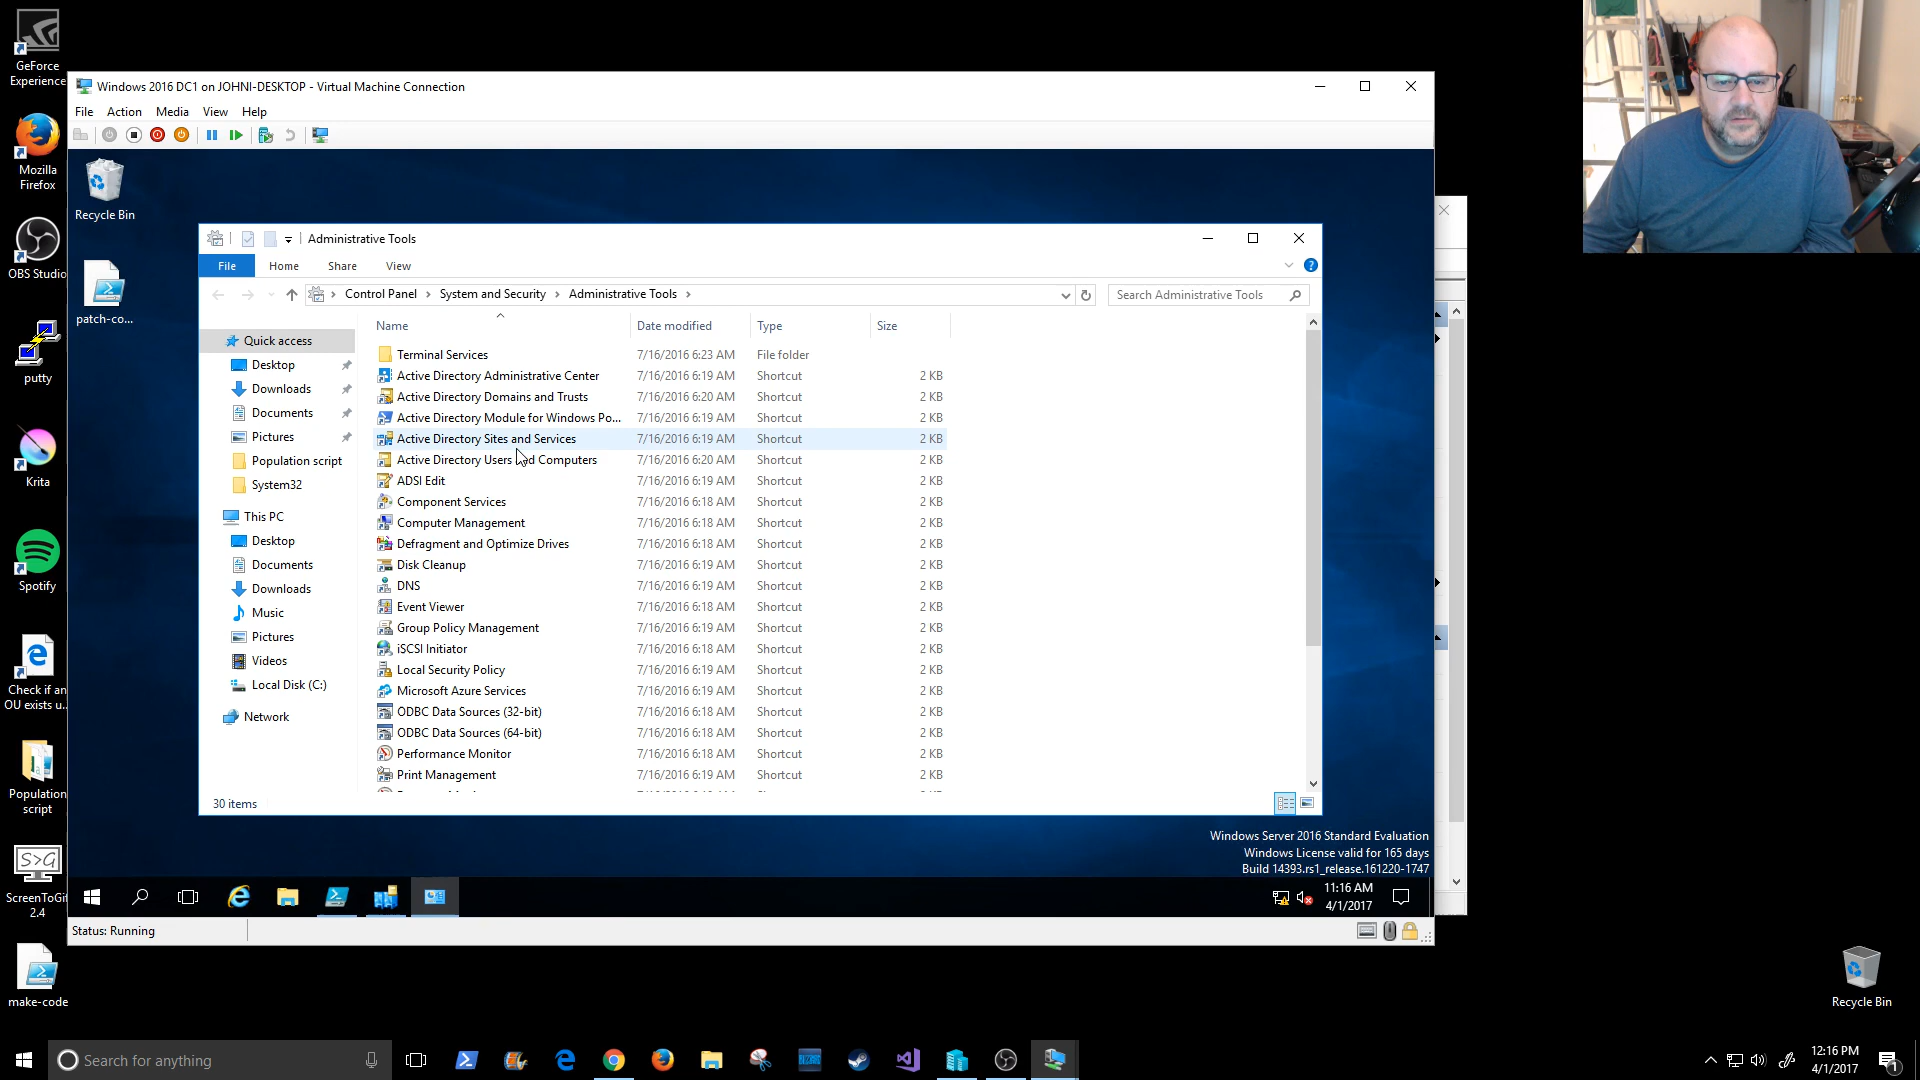 GeForce
Experience
Mozilla
Firefox
OBS Studio
putty
Krita
Spotify
Check if an
OU exists u...
Population
script
S>G
ScreenToGif
2.4
make-code
Windows 2016 DC1 on JOHNI-DESKTOP - Virtual Machine Connection
File Action Media View Help
Recycle Bin
patch-co...
Administrative Tools
File Home Share View
Control Panel System and Security Administrative Tools
Search Administrative Tools
Quick access
Desktop
Downloads
Documents
Pictures
Population script
System32
This PC
Desktop
Documents
Downloads
Music
Pictures
Videos
Local Disk (C:)
Network
Name Date modified Type Size
Terminal Services 7/16/2016 6:23 AM File folder
Active Directory Administrative Center 7/16/2016 6:19 AM Shortcut 2 KB
Active Directory Domains and Trusts 7/16/2016 6:20 AM Shortcut 2 KB
Active Directory Module for Windows Po... 7/16/2016 6:19 AM Shortcut 2 KB
Active Directory Sites and Services 7/16/2016 6:19 AM Shortcut 2 KB
Active Directory Users and Computers 7/16/2016 6:20 AM Shortcut 2 KB
ADSI Edit 7/16/2016 6:19 AM Shortcut 2 KB
Component Services 7/16/2016 6:18 AM Shortcut 2 KB
Computer Management 7/16/2016 6:18 AM Shortcut 2 KB
Defragment and Optimize Drives 7/16/2016 6:18 AM Shortcut 2 KB
Disk Cleanup 7/16/2016 6:18 AM Shortcut 2 KB
DNS 7/16/2016 6:19 AM Shortcut 2 KB
Event Viewer 7/16/2016 6:18 AM Shortcut 2 KB
Group Policy Management 7/16/2016 6:19 AM Shortcut 2 KB
iSCSI Initiator 7/16/2016 6:18 AM Shortcut 2 KB
Local Security Policy 7/16/2016 6:19 AM Shortcut 2 KB
Microsoft Azure Services 7/16/2016 6:19 AM Shortcut 2 KB
ODBC Data Sources (32-bit) 7/16/2016 6:18 AM Shortcut 2 KB
ODBC Data Sources (64-bit) 7/16/2016 6:18 AM Shortcut 2 KB
Performance Monitor 7/16/2016 6:18 AM Shortcut 2 KB
Print Management 7/16/2016 6:19 AM Shortcut 2 KB
30 items
Windows Server 2016 Standard Evaluation
Windows License valid for 165 days
Build 14393.rs1_release.161220-1747
11:16 AM
4/1/2017
Status: Running
Recycle Bin
Search for anything
12:16 PM
4/1/2017
1